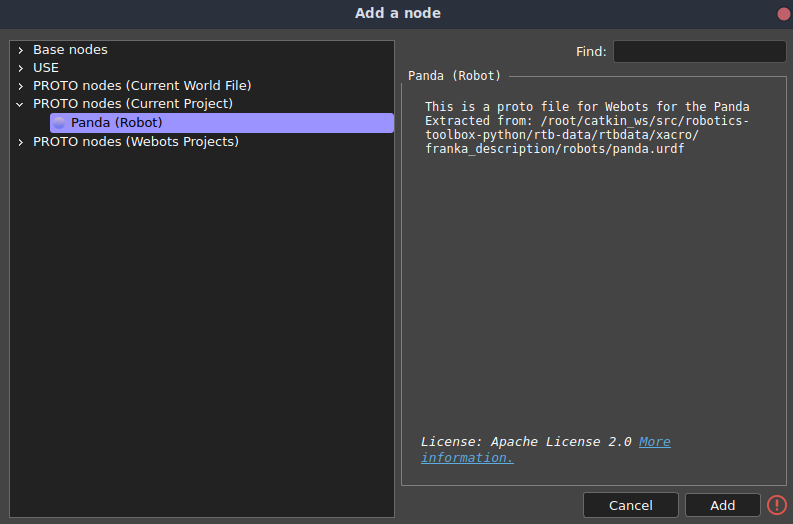 Add a node
Find:
Base nodes
USE
PROTO nodes (Current World File)
PROTO nodes (Current Project)
Panda (Robot)
PROTO nodes (Webots Projects)
Panda (Robot)
This is a proto file for Webots for the Panda
Extracted from: /root/catkin_ws/src/robotics-
toolbox-python/rtb-data/rtbdata/xacro/
franka_description/robots/panda.urdf
License: Apache License 2.0 More
information.
Cancel
Add